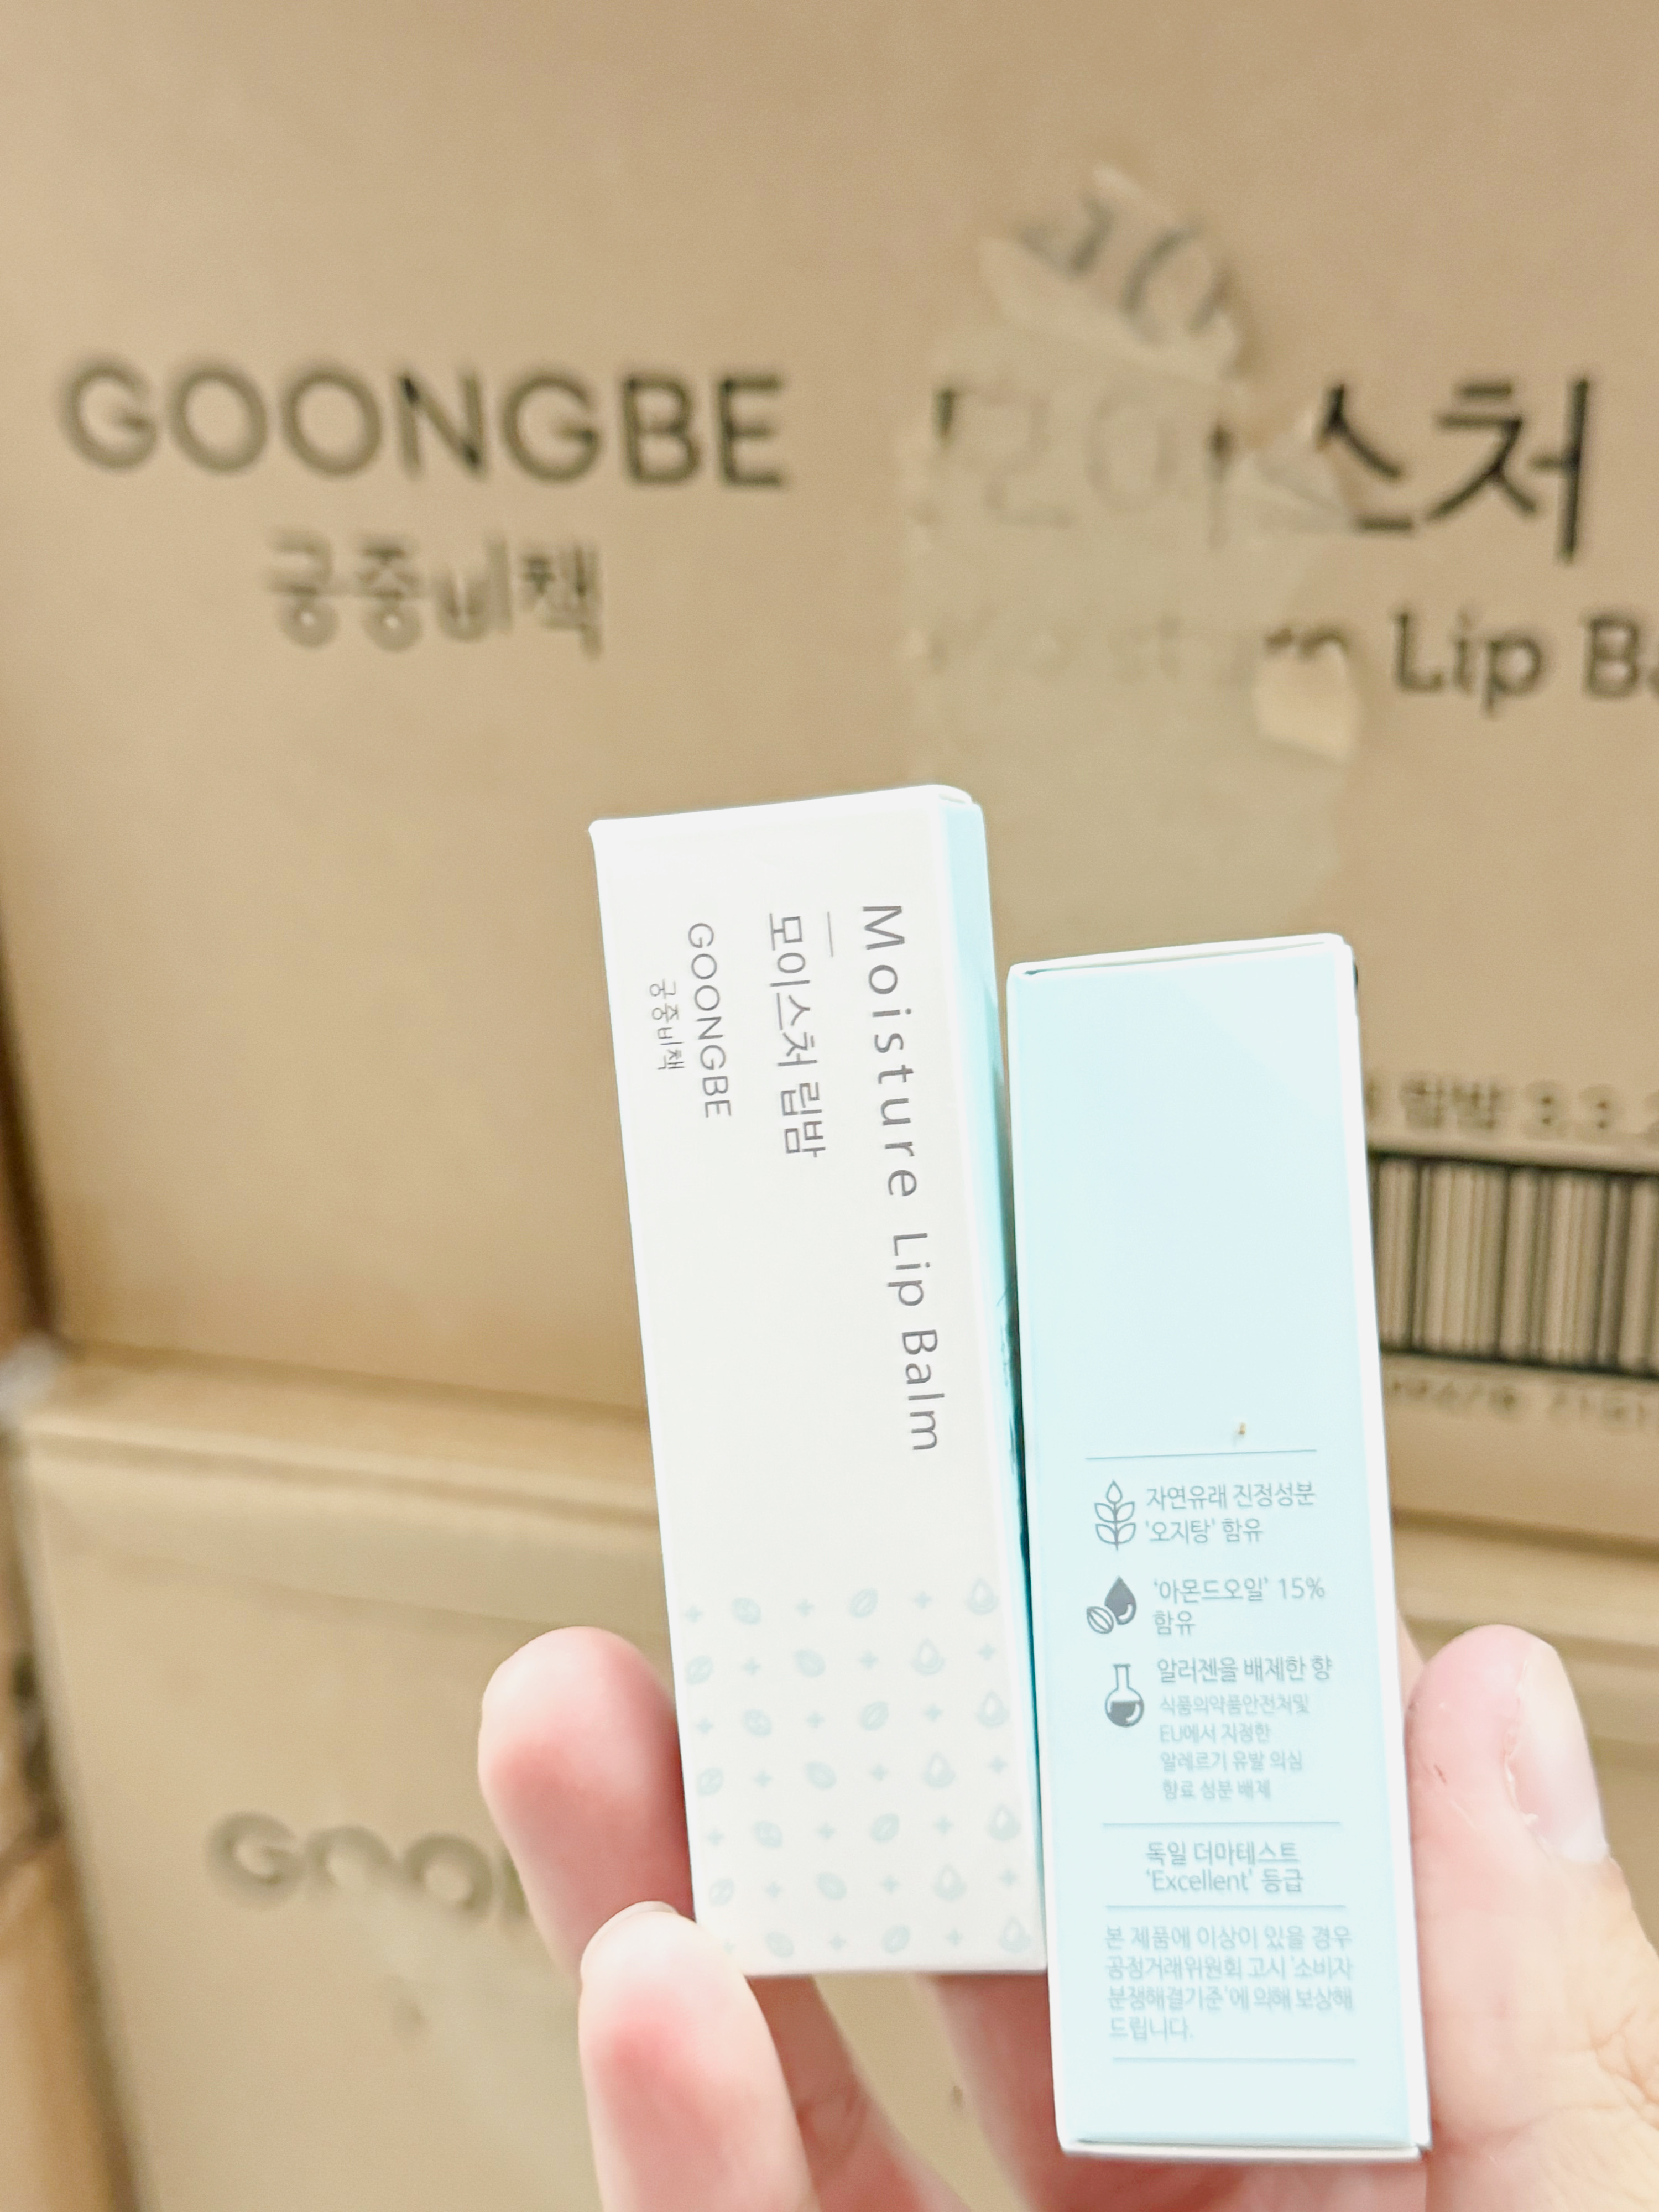 GOONGBE
궁중비책
스처
Lip
Moisture Lip Balm
모이스처 림밤
GOONGBE
궁중비책
자연유래 진정성분
'오지탕' 함유
'아몬드오일' 15%
함유
알러젠을 배제한 향
식품의약품안전처및
EU에서 지정한
알레르기 유발 의심
향료 성분 배제
독일 더마테스트
'Excellent' 등급
본 제품에 이상이 있을 경우
공정거래위원회 고시 '소비자
분쟁해결기준'에 의해 보상해
드립니다.